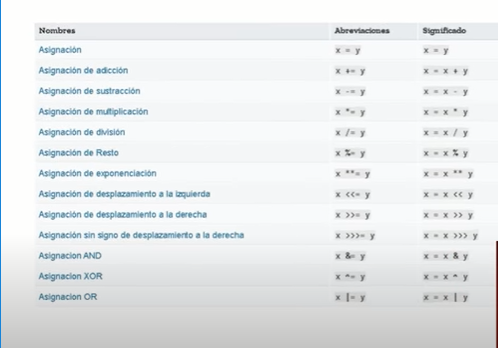 Nombres Abreviaciones Significado
Asignación x = y x = y
Asignación de adicción x += y x = x + y
Asignación de sustracción x -= y x = x - y
Asignación de multiplicación x *= y x = x * y
Asignación de división x /= y x = x / y
Asignación de Resto x %= y x = x % y
Asignación de exponenciación x **= y x = x ** y
Asignación de desplazamiento a la izquierda x <<= y x = x << y
Asignación de desplazamiento a la derecha x >>= y x = x >> y
Asignación sin signo de desplazamiento a la derecha x >>>= y x = x >>> y
Asignacion AND x &= y x = x & y
Asignacion XOR x ^= y x = x ^ y
Asignacion OR x |= y x = x | y